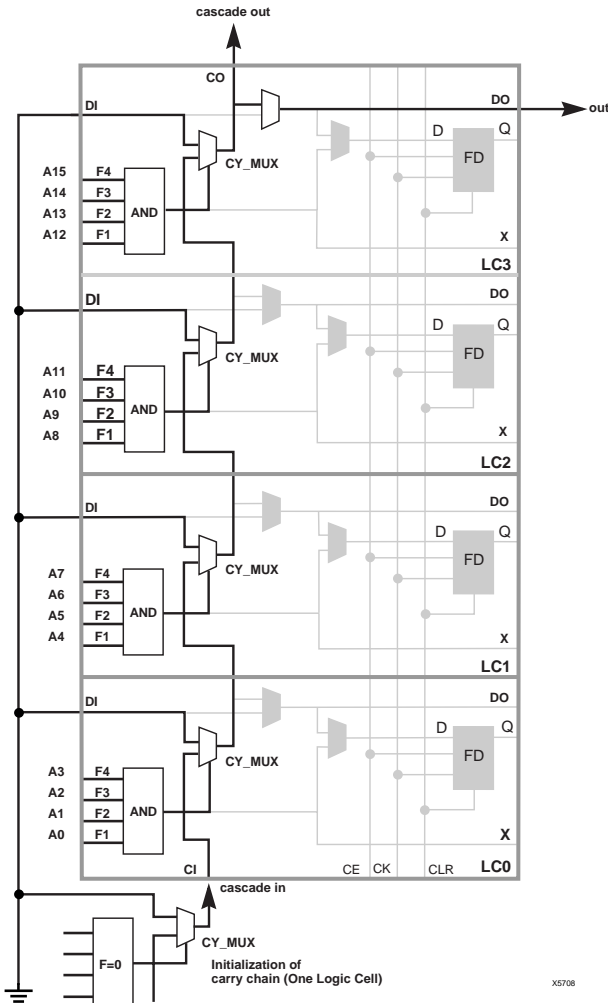 cascade out
CO
DI
DO
out
D
Q
FD
CY_MUX
A15 F4
A14 F3
A13 F2
A12 F1
AND
X
LC3
DI
DO
D
Q
FD
CY_MUX
A11 F4
A10 F3
A9 F2
A8 F1
AND
X
LC2
DI
DO
D
Q
FD
CY_MUX
A7 F4
A6 F3
A5 F2
A4 F1
AND
X
LC1
DI
DO
D
Q
FD
CY_MUX
A3 F4
A2 F3
A1 F2
A0 F1
AND
X
CI CE CK CLR LC0
cascade in
CY_MUX
F=0
Initialization of
carry chain (One Logic Cell)
X5708